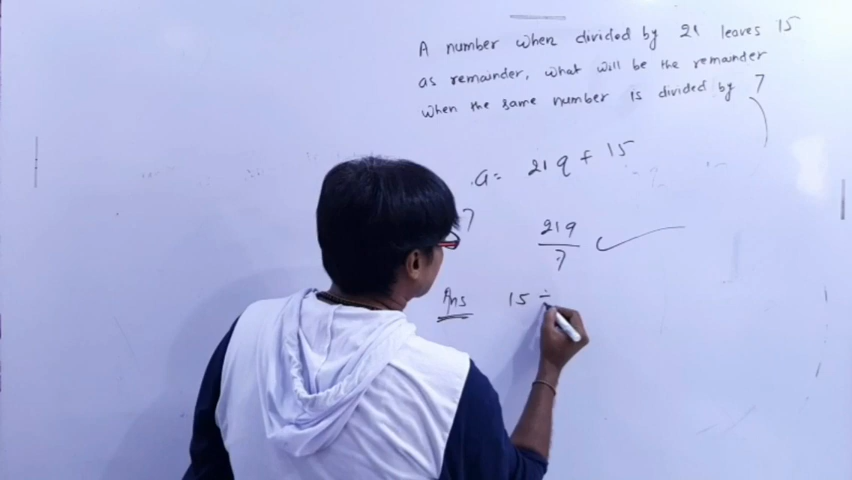 A number when divided by 21 leaves 15
as remainder, what will be the remainder
when the same number is divided by 7
a = 21q + 15
7
21q
7
Ans 15 ÷